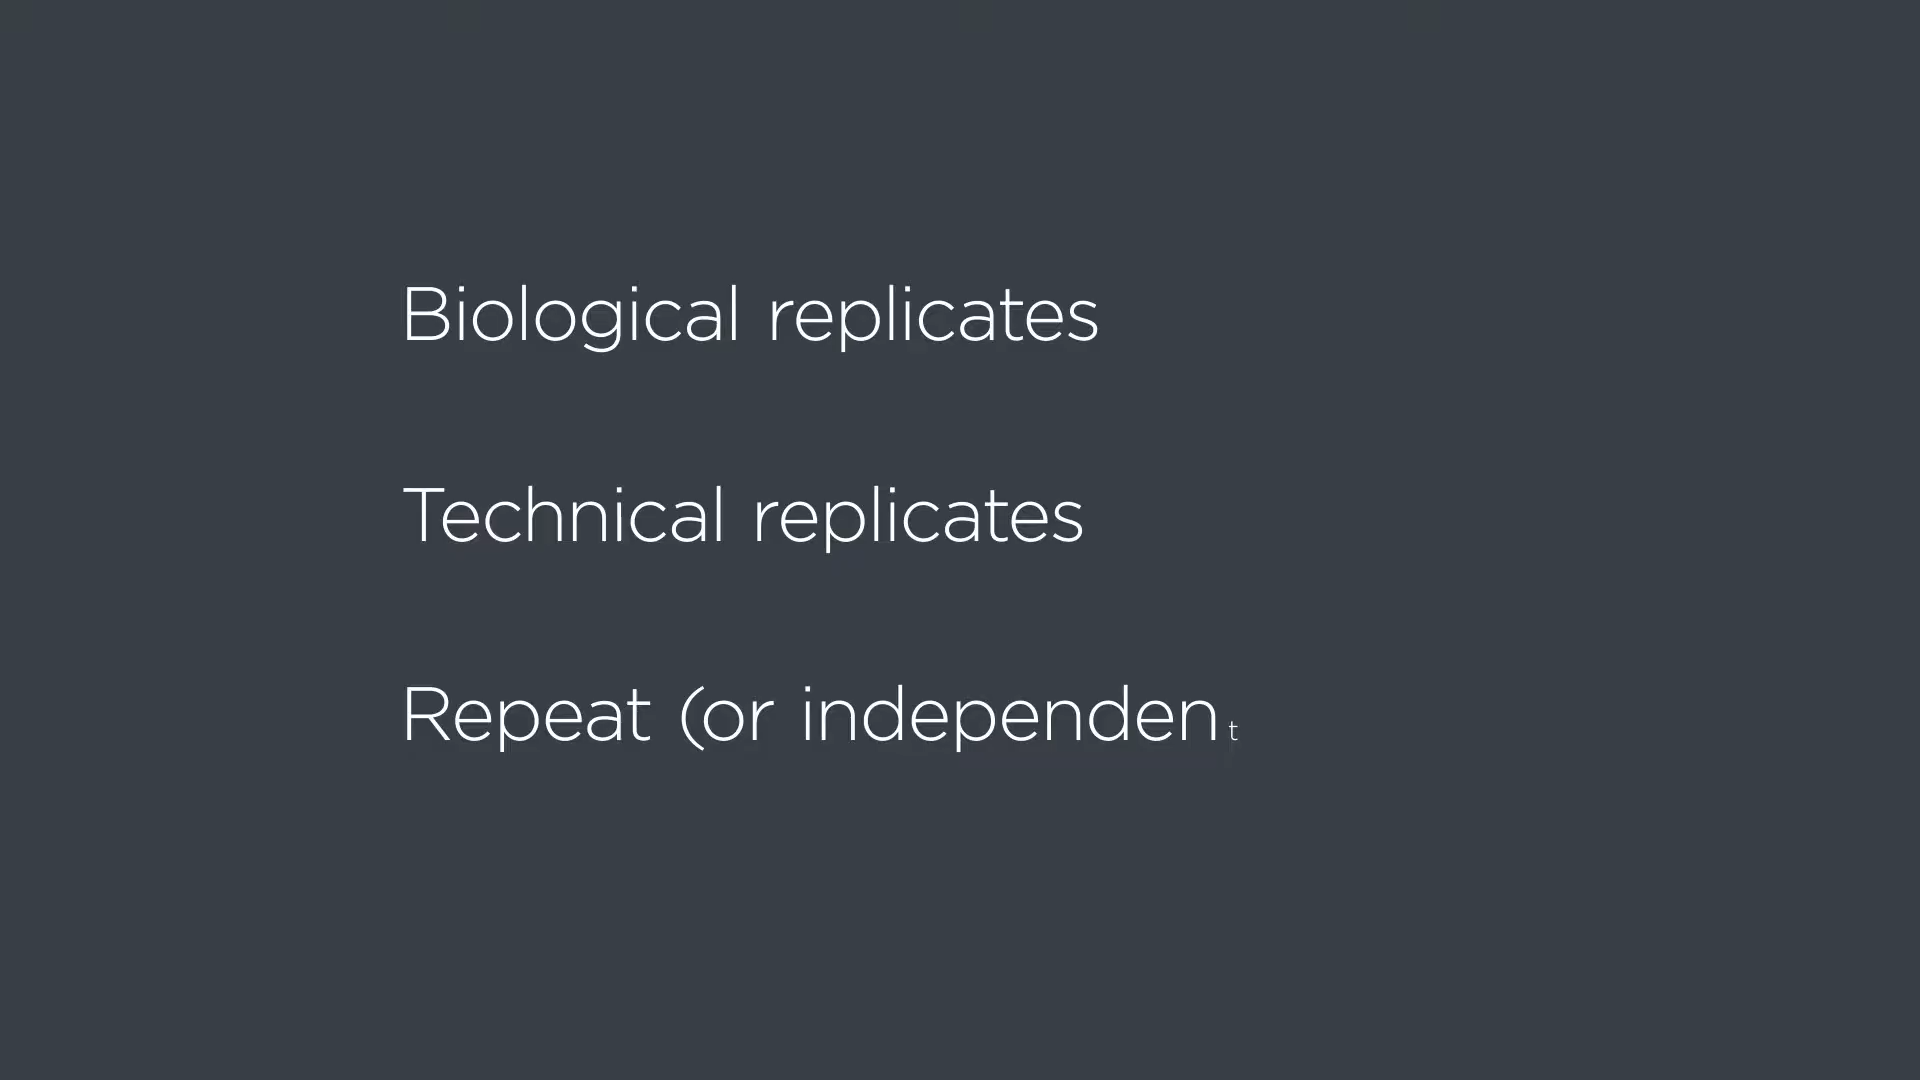 Biological replicates
Technical replicates
Repeat (or independent